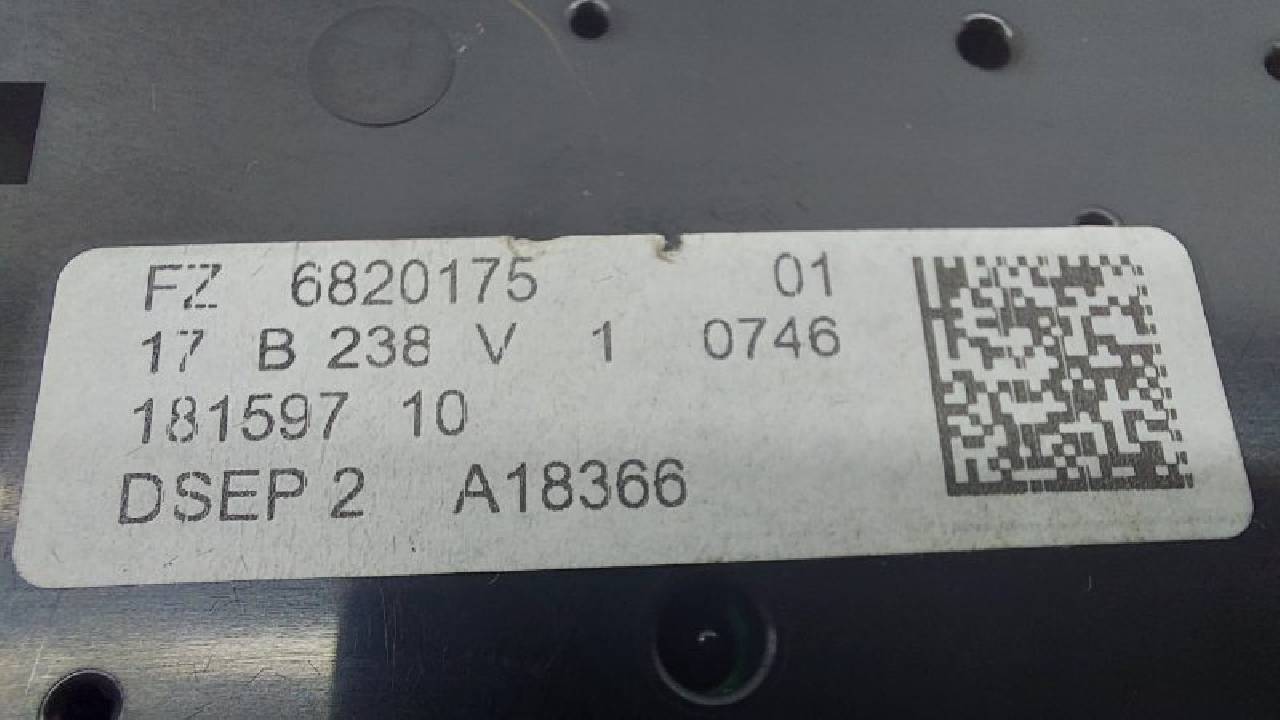 FZ 6820175 01
17 B 238 V 1 0746
181597 10
DSEP 2 A18366